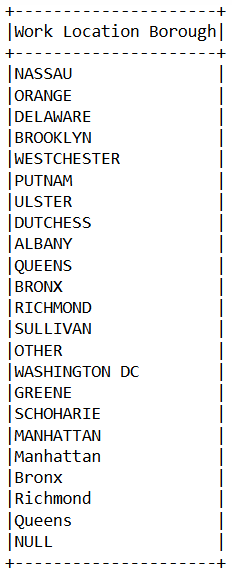 +---------------------+
|Work Location Borough|
+---------------------+
|NASSAU               |
|ORANGE               |
|DELAWARE             |
|BROOKLYN             |
|WESTCHESTER          |
|PUTNAM               |
|ULSTER               |
|DUTCHESS             |
|ALBANY               |
|QUEENS               |
|BRONX                |
|RICHMOND             |
|SULLIVAN             |
|OTHER                |
|WASHINGTON DC        |
|GREENE               |
|SCHOHARIE            |
|MANHATTAN            |
|Manhattan            |
|Bronx                |
|Richmond             |
|Queens               |
|NULL                 |
+---------------------+